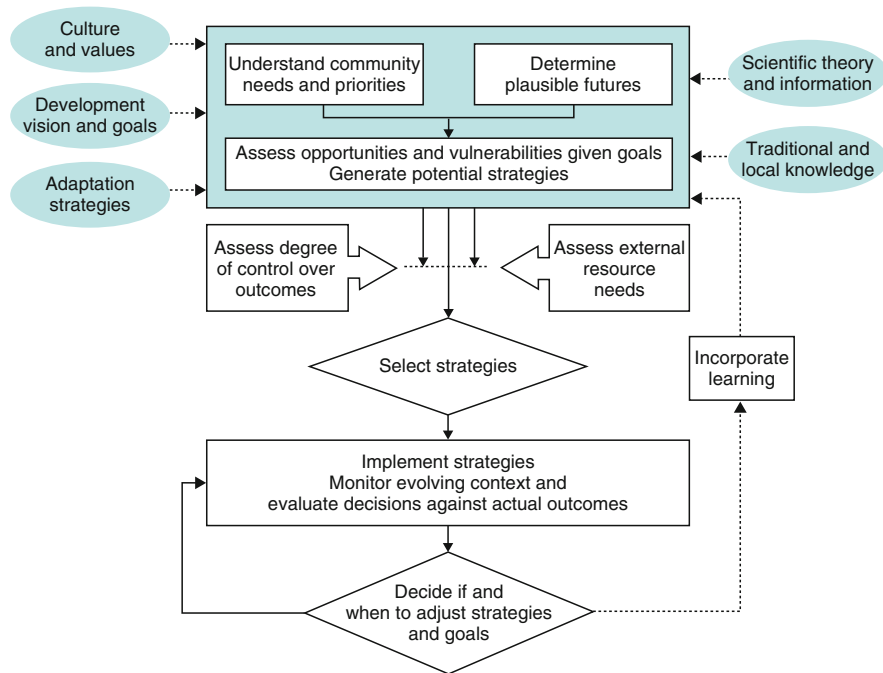 Culture
and values
Development
vision and goals
Adaptation
strategies
Understand community
needs and priorities
Determine
plausible futures
Assess opportunities and vulnerabilities given goals
Generate potential strategies
Scientific theory
and information
Traditional and
local knowledge
Assess degree
of control over
outcomes
Assess external
resource
needs
Select strategies
Incorporate
learning
Implement strategies
Monitor evolving context and
evaluate decisions against actual outcomes
Decide if and
when to adjust strategies
and goals